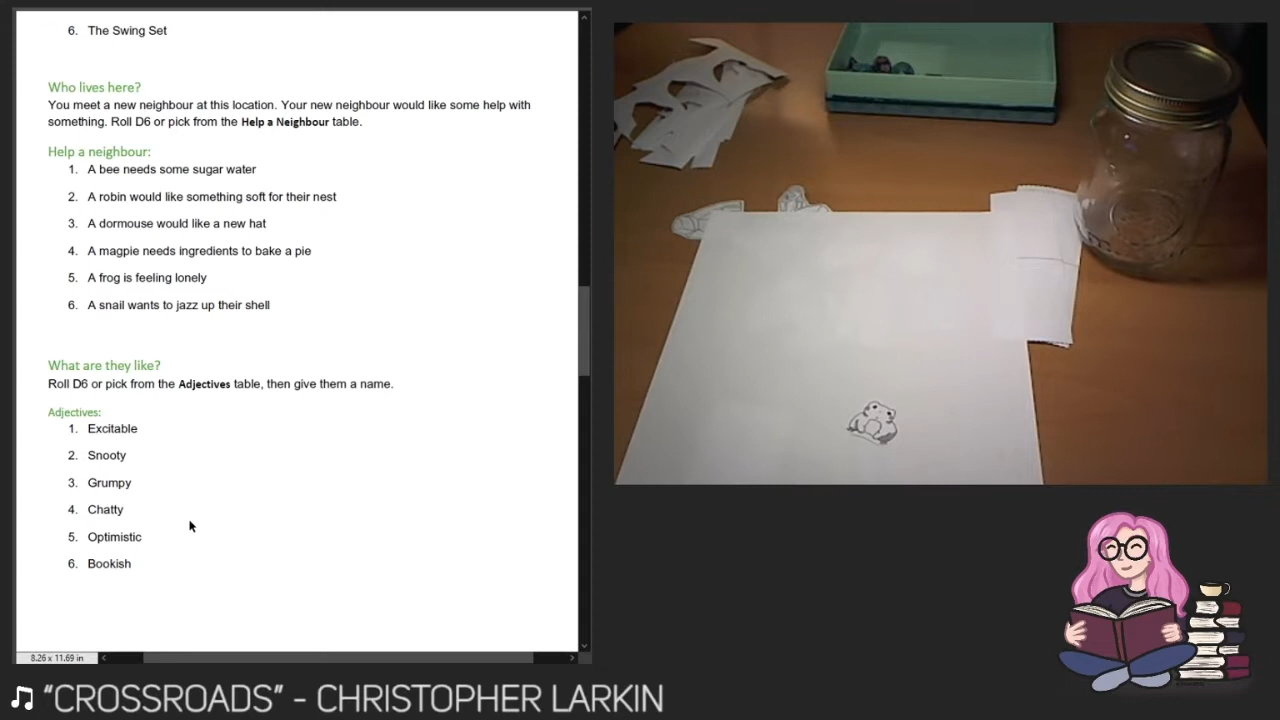 6. The Swing Set
Who lives here?
You meet a new neighbour at this location. Your new neighbour would like some help with
something. Roll D6 or pick from the Help a Neighbour table.
Help a neighbour:
1. A bee needs some sugar water
2. A robin would like something soft for their nest
3. A dormouse would like a new hat
4. A magpie needs ingredients to bake a pie
5. A frog is feeling lonely
6. A snail wants to jazz up their shell
What are they like?
Roll D6 or pick from the Adjectives table, then give them a name.
Adjectives:
1. Excitable
2. Snooty
3. Grumpy
4. Chatty
5. Optimistic
6. Bookish
8.26 x 11.69 in
♫ "CROSSROADS" - CHRISTOPHER LARKIN